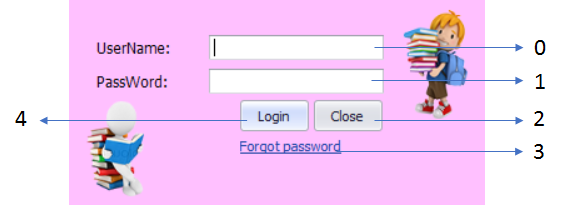 UserName: 0
PassWord: 1
4 Login Close 2
Forgot password 3